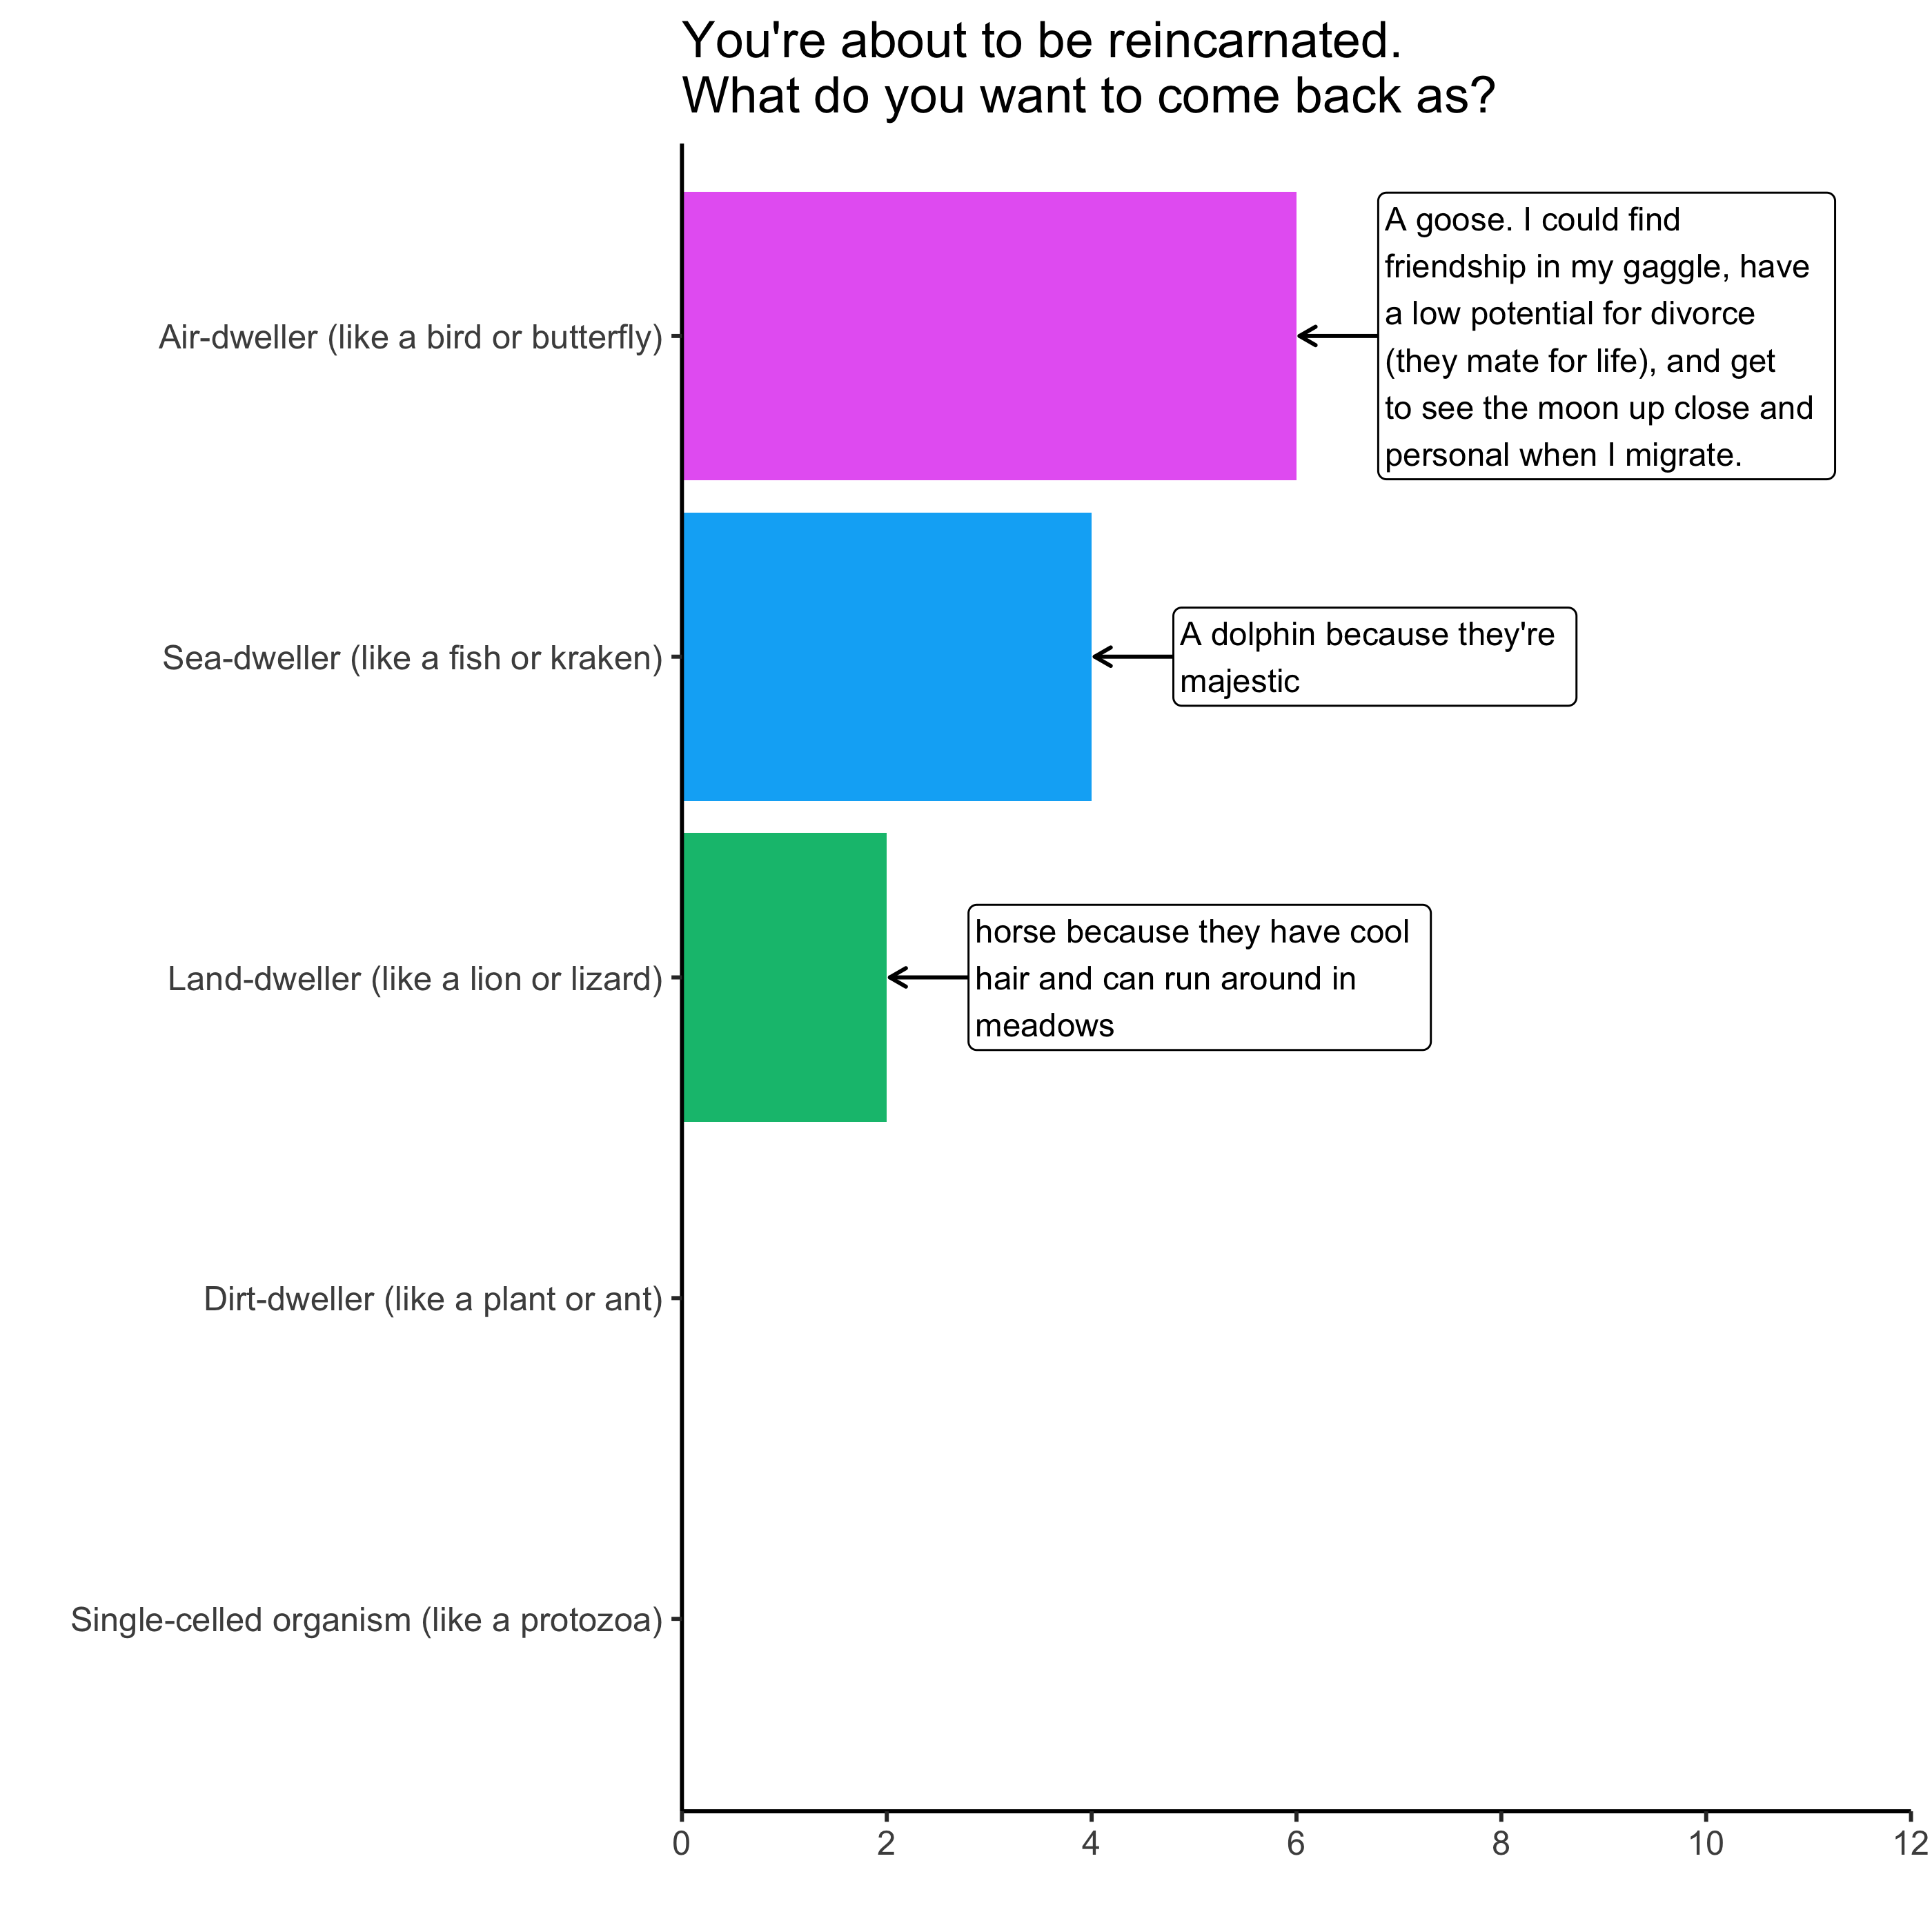 You're about to be reincarnated.
What do you want to come back as?
Air-dweller (like a bird or butterfly)
A goose. I could find
friendship in my gaggle, have
a low potential for divorce
(they mate for life), and get
to see the moon up close and
personal when I migrate.
Sea-dweller (like a fish or kraken)
A dolphin because they're
majestic
Land-dweller (like a lion or lizard)
horse because they have cool
hair and can run around in
meadows
Dirt-dweller (like a plant or ant)
Single-celled organism (like a protozoa)
0 2 4 6 8 10 12